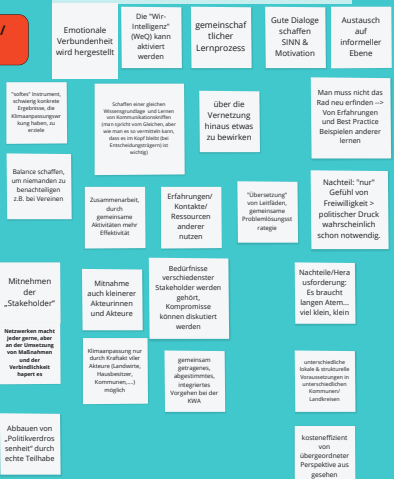 /
Emotionale
Verbundenheit
wird hergestellt
Die "Wir-
Intelligenz"
(WeQ) kann
aktiviert
werden
gemeinschaf
tlicher
Lernprozess
Gute Dialoge
schaffen
SINN &
Motivation
Austausch
auf
informeller
Ebene
"softes" Instrument,
schwierig konkrete
Ergebnisse, die
Klimaanpassungswir
kung haben, zu
erziele
Schaffen einer gleichen
Wissensgrundlage und Lernen
von Kommunikationskniffen
(man spricht vom Gleichen, aber
wie man es so vermitteln kann,
dass es im Kopf bleibt (bei
Entscheidungsträgern) ist
wichtig)
über die
Vernetzung
hinaus etwas
zu bewirken
Man muss nicht das
Rad neu erfinden -->
Von Erfahrungen
und Best Practice
Beispielen anderer
lernen
Balance schaffen,
um niemanden zu
benachteiligen
z.B. bei Vereinen
Zusammenarbeit,
durch
gemeinsame
Aktivitäten mehr
Effektivität
Erfahrungen/
Kontakte/
Ressourcen
anderer
nutzen
"Übersetzung"
von Leitfäden,
gemeinsame
Problemlösungsst
rategie
Nachteil: "nur"
Gefühl von
Freiwilligkeit >
politischer Druck
wahrscheinlich
schon notwendig.
Mitnehmen
der
„Stakeholder“
Mitnahme
auch kleinerer
Akteurinnen
und Akteure
Bedürfnisse
verschiedenster
Stakeholder werden
gehört,
Kompromisse
können diskutiert
werden
Nachteile/Hera
usforderung:
Es braucht
langen Atem...
viel klein, klein
Netzwerken macht
jeder gerne, aber
an der Umsetzung
von Maßnahmen
und der
Verbindlichkeit
hapert es
Klimaanpassung nur
durch Kraftakt viler
Akteure (Landwirte,
Hausbesitzer,
Kommunen,...)
möglich
gemeinsam
getragenes,
abgestimmtes,
integriertes
Vorgehen bei der
KWA
unterschiedliche
lokale & strukturelle
Voraussetzungen in
unterschiedlichen
Kommunen/
Landkreisen
Abbauen von
„Politikverdros
senheit“ durch
echte Teilhabe
kosteneffizient
von
übergeordneter
Perspektive aus
gesehen